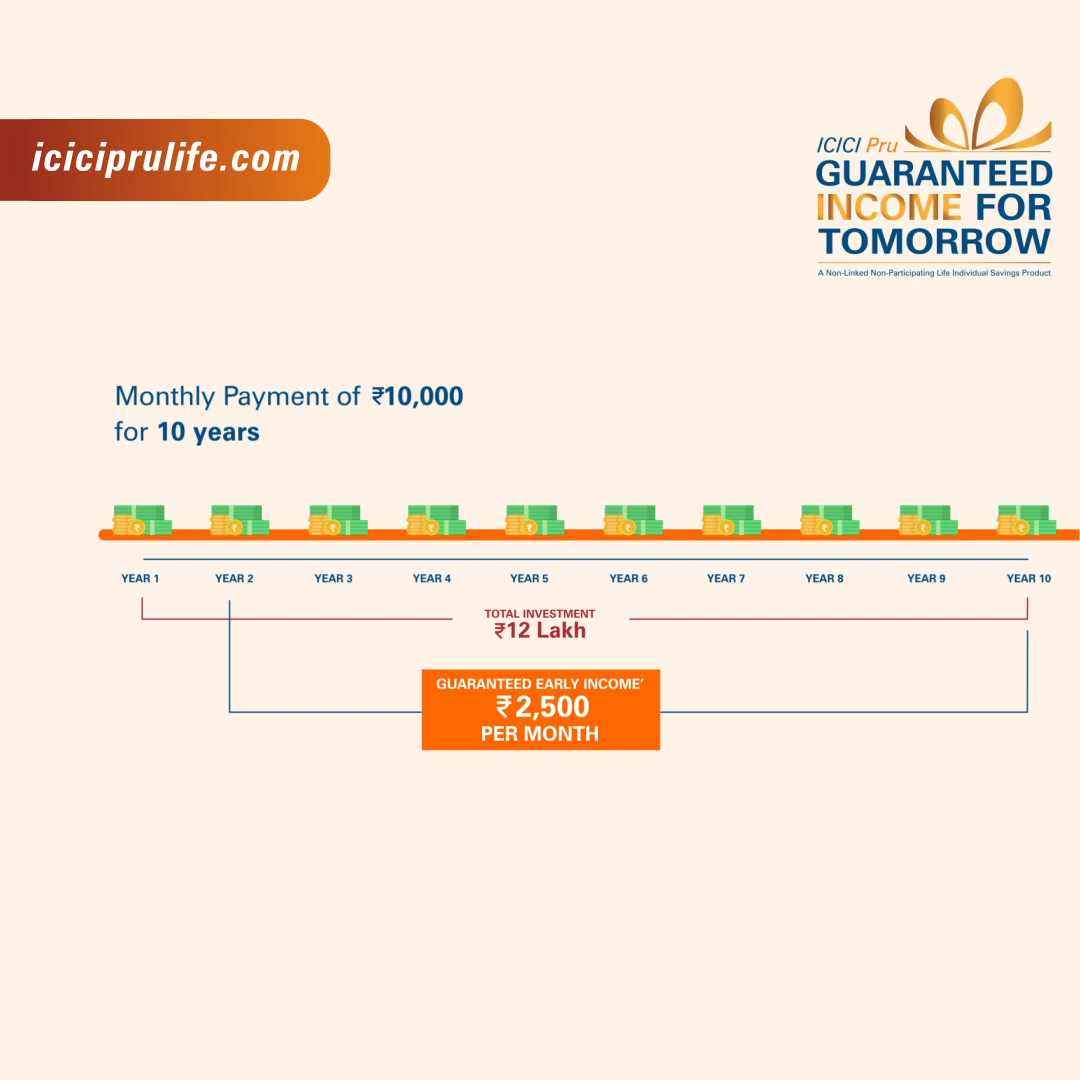 iciciprulife.com
ICICI Pru
GUARANTEED
INCOME FOR
TOMORROW
A Non-Linked Non-Participating Life Individual Savings Product
Monthly Payment of ₹10,000
for 10 years
YEAR 1 YEAR 2 YEAR 3 YEAR 4 YEAR 5 YEAR 6 YEAR 7 YEAR 8 YEAR 9 YEAR 10
TOTAL INVESTMENT
₹12 Lakh
GUARANTEED EARLY INCOME'
₹2,500
PER MONTH